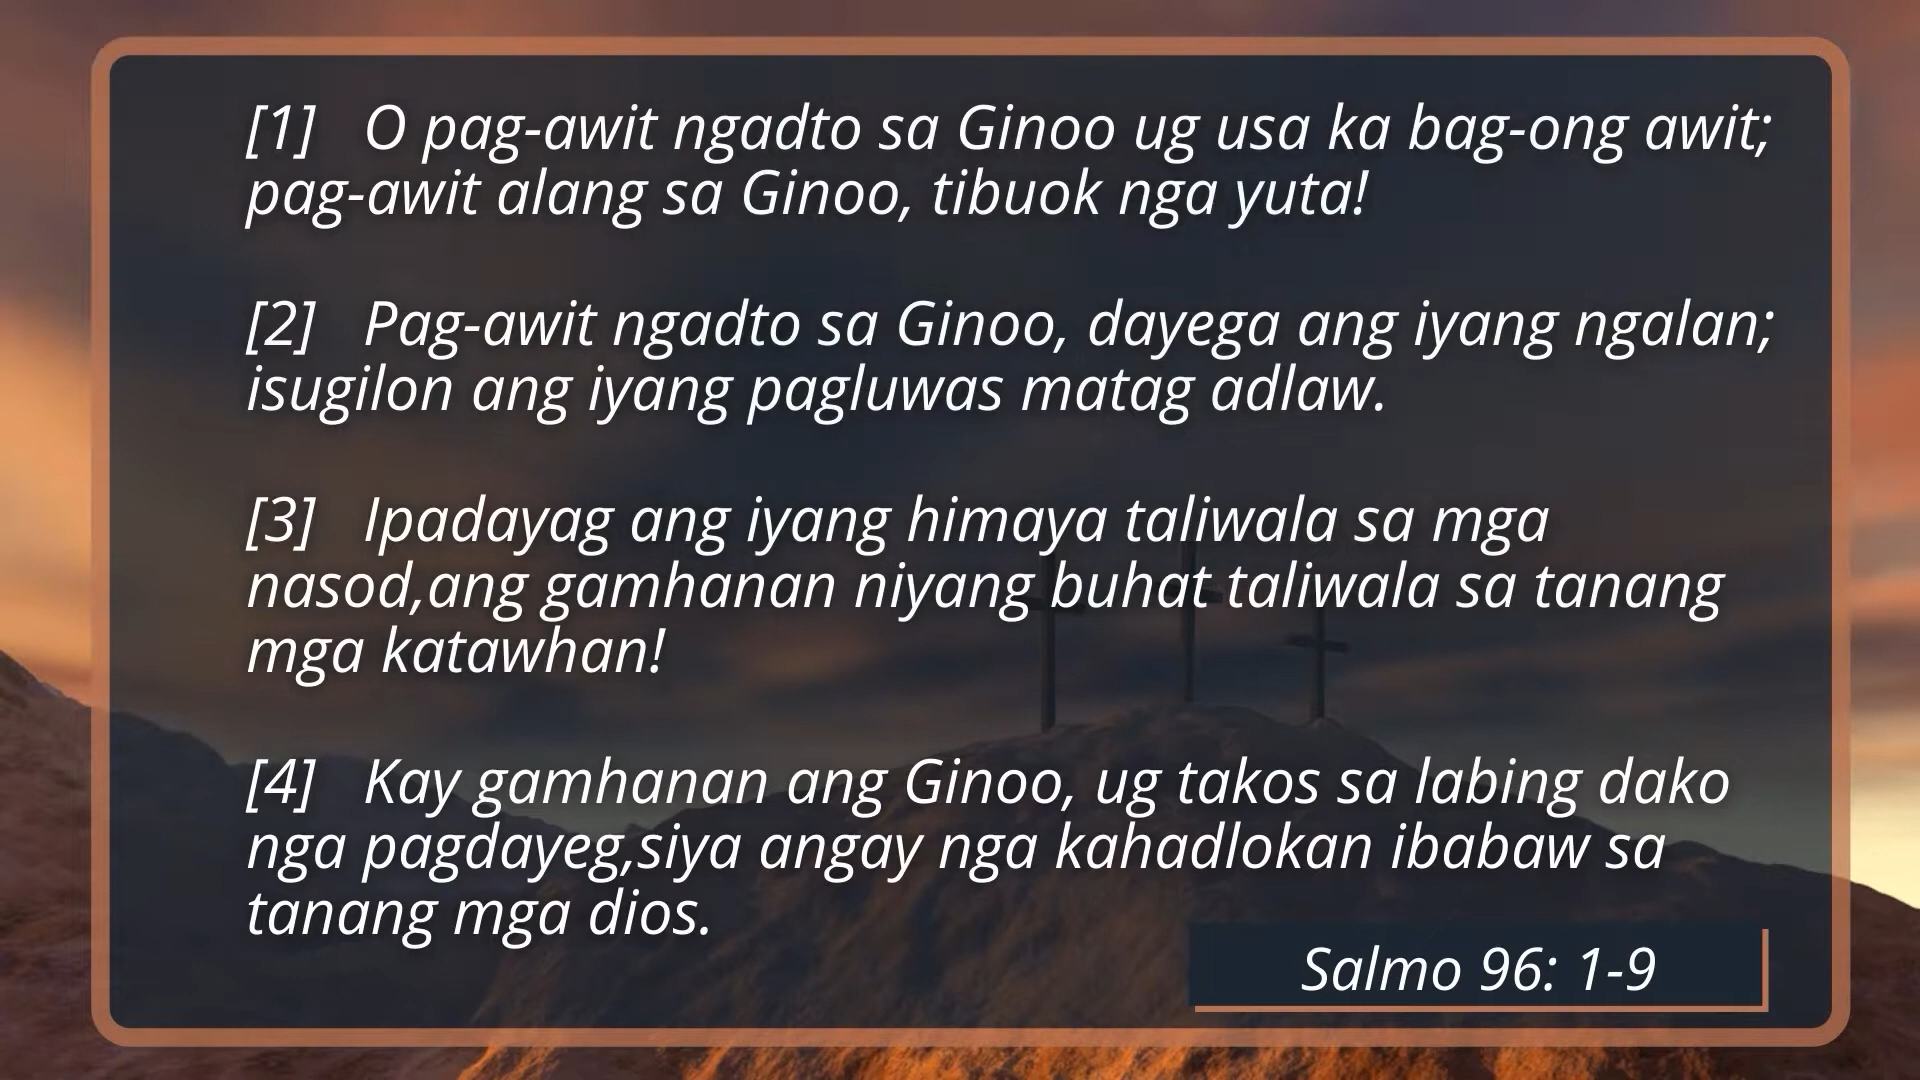 [1] O pag-awit ngadto sa Ginoo ug usa ka bag-ong awit;
pag-awit alang sa Ginoo, tibuok nga yuta!
[2] Pag-awit ngadto sa Ginoo, dayega ang iyang ngalan;
isugilon ang iyang pagluwas matag adlaw.
[3] Ipadayag ang iyang himaya taliwala sa mga
nasod,ang gamhanan niyang buhat taliwala sa tanang
mga katawhan!
[4] Kay gamhanan ang Ginoo, ug takos sa labing dako
nga pagdayeg,siya angay nga kahadlokan ibabaw sa
tanang mga dios.
Salmo 96: 1-9